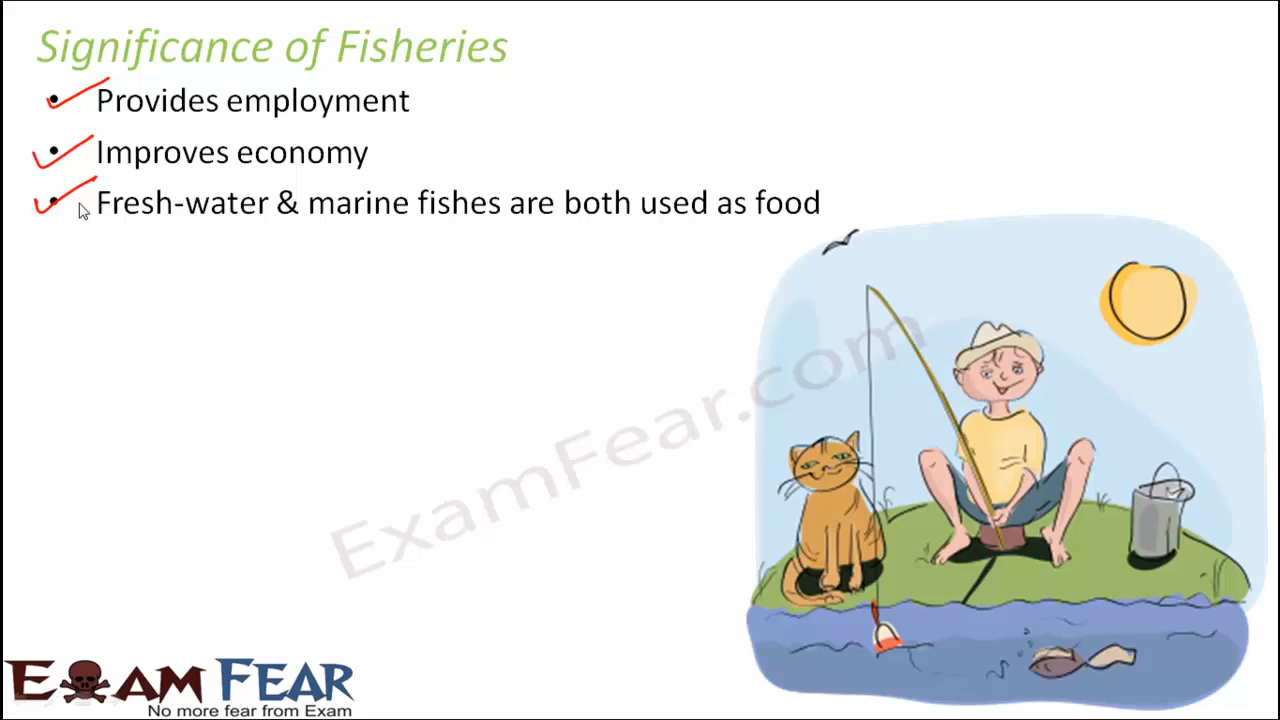 Significance of Fisheries
• Provides employment
• Improves economy
• Fresh-water & marine fishes are both used as food
ExamFear.com
EXAM FEAR
No more fear from Exam